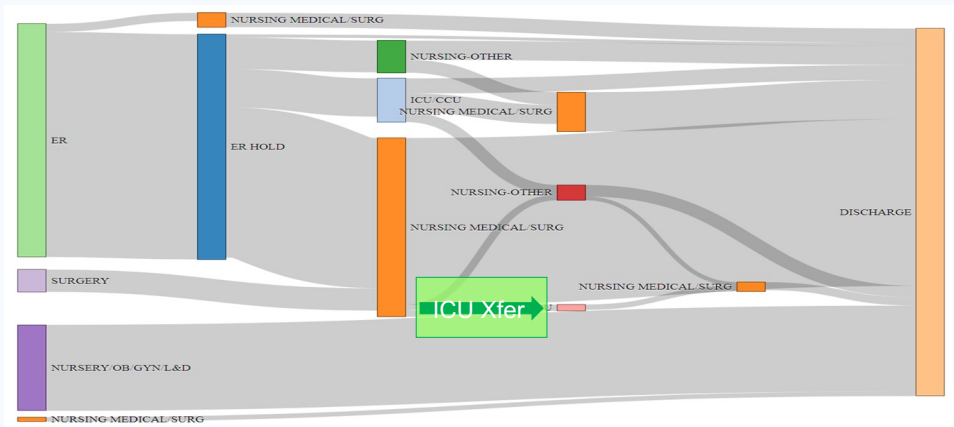 NURSING MEDICAL/SURG
NURSING-OTHER
ICU/CCU
NURSING MEDICAL/SURG
ER
ER HOLD
NURSING-OTHER
DISCHARGE
NURSING MEDICAL/SURG
SURGERY
NURSING MEDICAL/SURG
ICU Xfer
NURSERY/OB/GYN/L&D
NURSING MEDICAL SURG